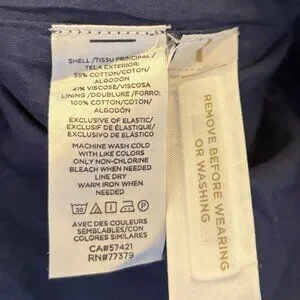 SHELL/TISSU PRINCIPAL/
TELA EXTERIOR:
59% COTTON/COTON/
ALGODÓN
41% VISCOSE/VISCOSA
LINING/DOUBLURE/FORRO:
100% COTTON/COTON/
ALGODÓN
EXCLUSIVE OF ELASTIC/
EXCLUSIF DE ÉLASTIQUE/
EXCLUSIVO DE ELÁSTICO
MACHINE WASH COLD
WITH LIKE COLORS
ONLY NON-CHLORINE
BLEACH WHEN NEEDED
LINE DRY
WARM IRON WHEN
NEEDED
30
P
AVEC DES COULEURS
SEMBLABLES/CON
COLORES SIMILARES
CA#57421
RN#77379
REMOVE BEFORE WEARING
OR WASHING